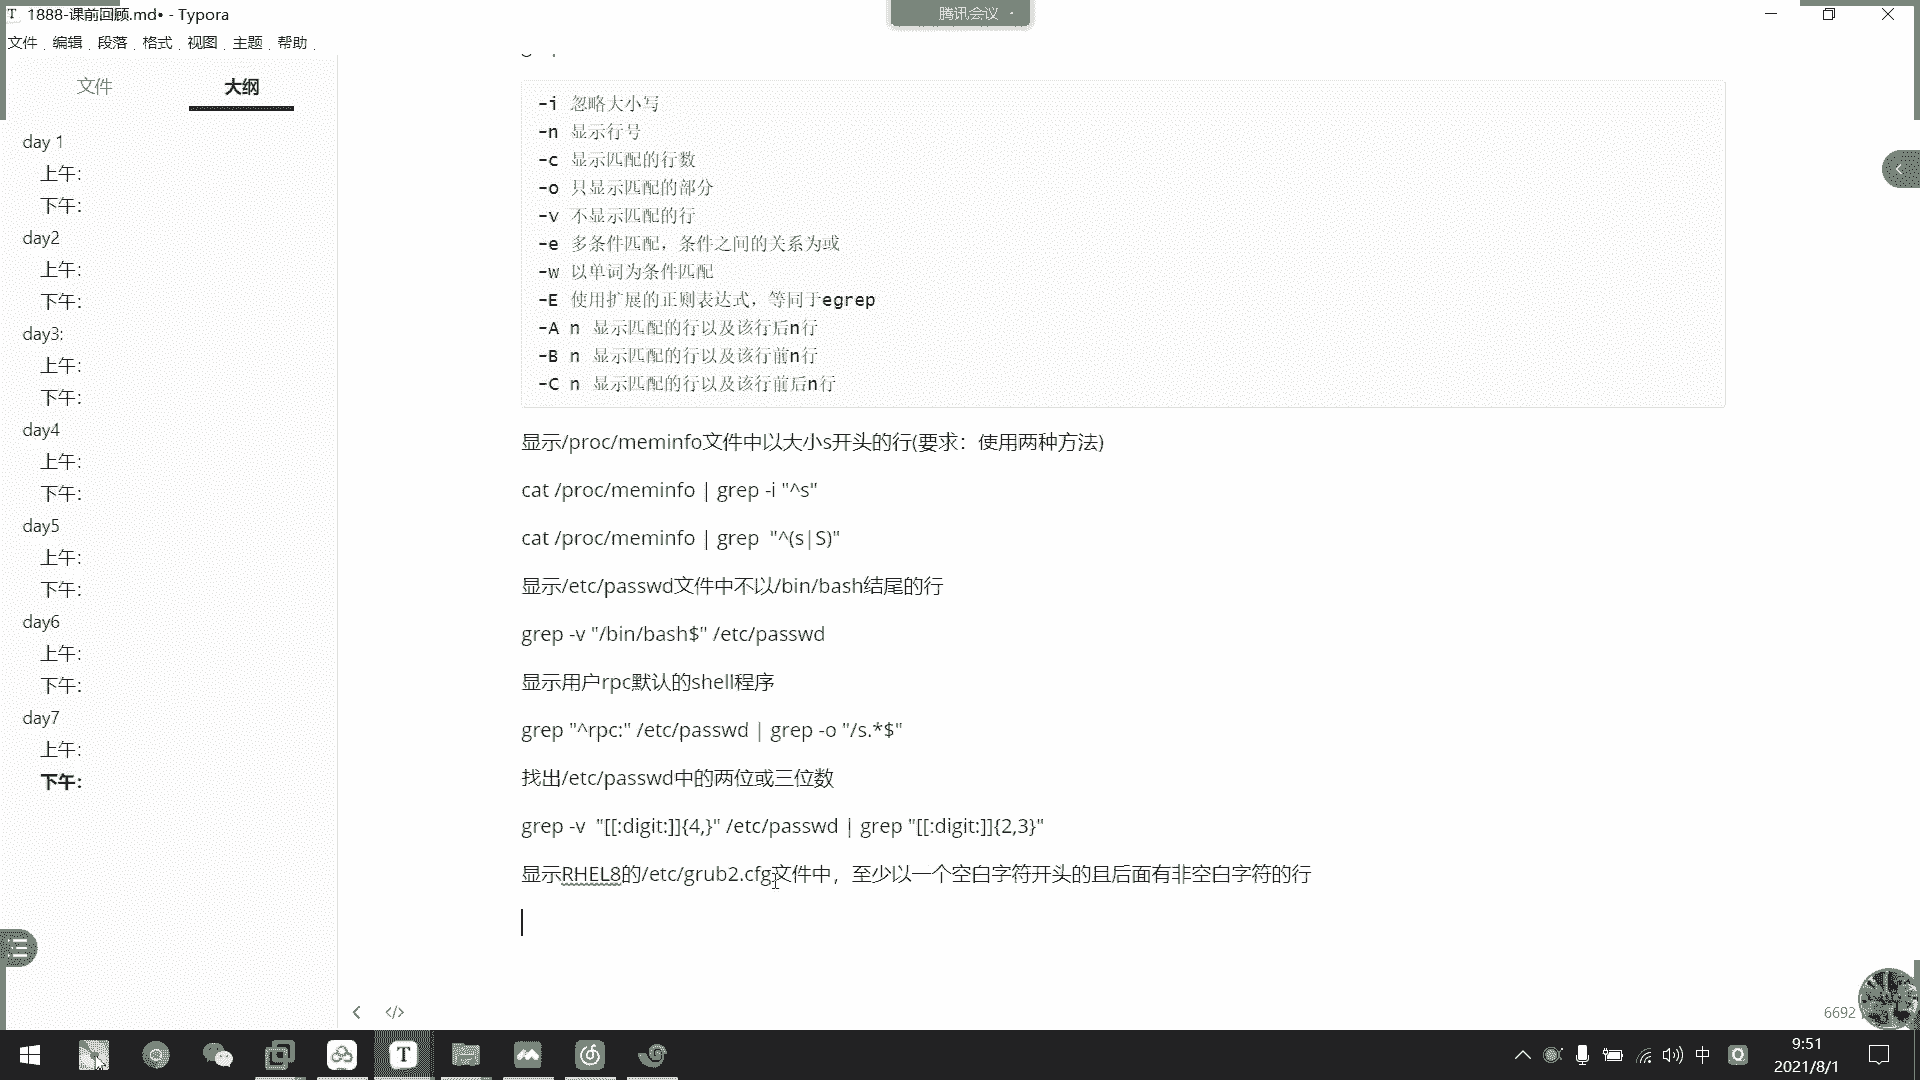 1888-课前回顾.md• - Typora
腾讯会议
文件 编辑 段落 格式 视图 主题 帮助
文件 大纲
day 1
上午：
下午：
day2
上午：
下午：
day3:
上午：
下午：
day4
上午：
下午：
day5
上午：
下午：
day6
上午：
下午：
day7
上午：
下午：
-i 忽略大小写
-n 显示行号
-c 显示匹配的行数
-o 只显示匹配的部分
-v 不显示匹配的行
-e 多条件匹配，条件之间的关系为或
-w 以单词为条件匹配
-E 使用扩展的正则表达式，等同于egrep
-A n 显示匹配的行以及该行后n行
-B n 显示匹配的行以及该行前n行
-C n 显示匹配的行以及该行前后n行
显示/proc/meminfo文件中以大小s开头的行(要求：使用两种方法)
cat /proc/meminfo | grep -i "^s"
cat /proc/meminfo | grep  "^(s|S)"
显示/etc/passwd文件中不以/bin/bash结尾的行
grep -v "/bin/bash$" /etc/passwd
显示用户rpc默认的shell程序
grep "^rpc:" /etc/passwd | grep -o "/s.*$"
找出/etc/passwd中的两位或三位数
grep -v  "[[:digit:]]{4,}" /etc/passwd | grep "[[:digit:]]{2,3}"
显示RHEL8的/etc/grub2.cfg文件中，至少以一个空白字符开头的且后面有非空白字符的行
6692
中
9:51
2021/8/1